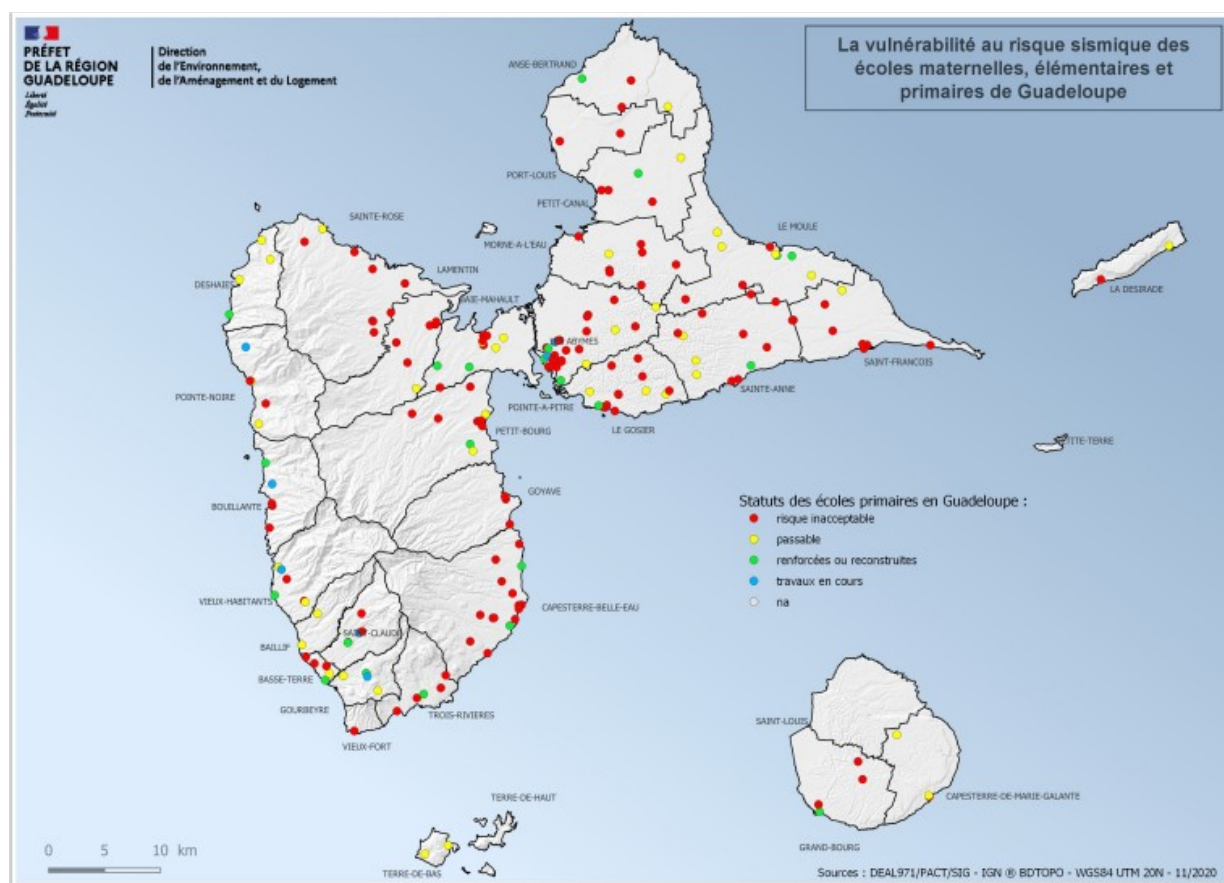 PRÉFET
DE LA RÉGION
GUADELOUPE
Liberté
Égalité
Fraternité
Direction
de l'Environnement,
de l'Aménagement et du Logement
La vulnérabilité au risque sismique des
écoles maternelles, élémentaires et
primaires de Guadeloupe
ANSE-BERTRAND
PORT-LOUIS
PETIT-CANAL
SAINTE-ROSE
LE MOULE
MORNE-A-L'EAU
LAMENTIN
DESHAIES
BAIE-MAHAULT
LA DESIRADE
ABYMES
SAINT-FRANCOIS
SAINTE-ANNE
POINTE-NOIRE
POINTE-A-PITRE
LE GOSIER
PETIT-BOURG
TITE-TERRE
GOYAVE
BOUILLANTE
Statuts des écoles primaires en Guadeloupe :
risque inacceptable
passable
renforcées ou reconstruites
travaux en cours
na
VIEUX-HABITANTS
CAPESTERRE-BELLE-EAU
SAINT-CLAUDE
BAILLIF
BASSE-TERRE
GOURBEYRE
TROIS-RIVIERES
VIEUX-FORT
SAINT-LOUIS
CAPESTERRE-DE-MARIE-GALANTE
GRAND-BOURG
TERRE-DE-HAUT
TERRE-DE-BAS
0 5 10 km
Sources : DEAL971/PACT/SIG - IGN ® BDTOPO - WGS84 UTM 20N - 11/2020